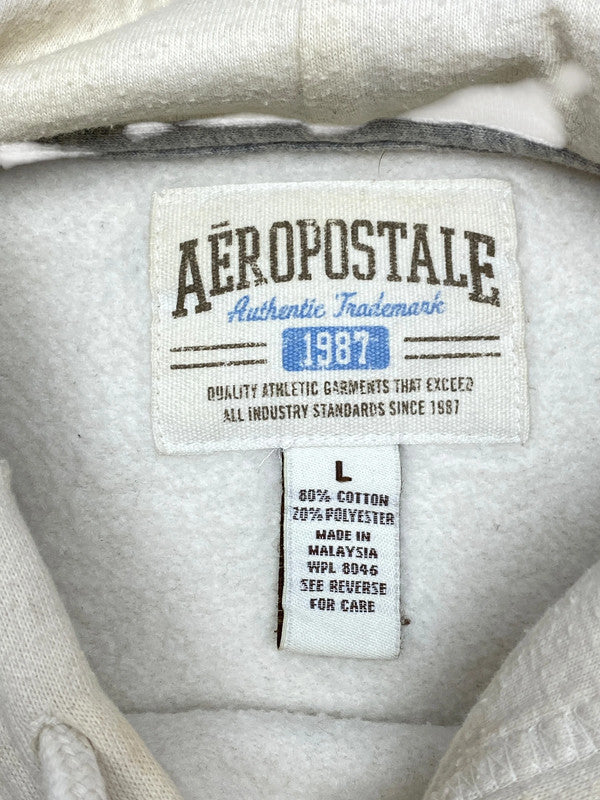 AÉROPOSTALE
Authentic Trademark
1987
QUALITY ATHLETIC GARMENTS THAT EXCEED
ALL INDUSTRY STANDARDS SINCE 1987
L
80% COTTON
20% POLYESTER
MADE IN
MALAYSIA
WPL 8046
SEE REVERSE
FOR CARE